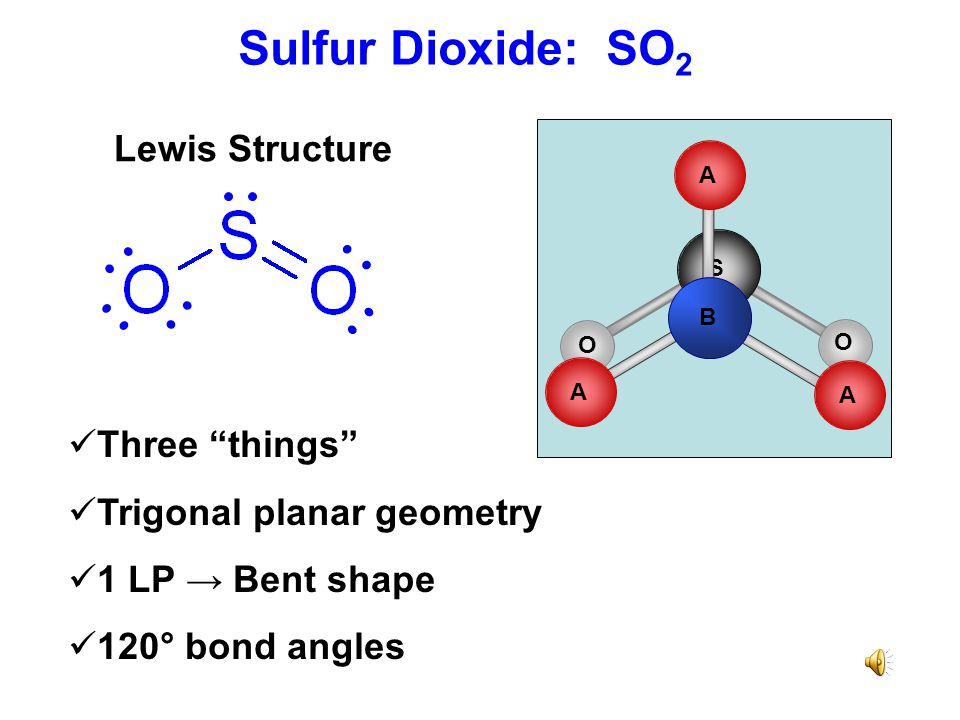 Sulfur Dioxide: SO2
Lewis Structure
S
O
O
A
S
B
O
O
A
A
✓Three “things”
✓Trigonal planar geometry
✓1 LP → Bent shape
✓120° bond angles